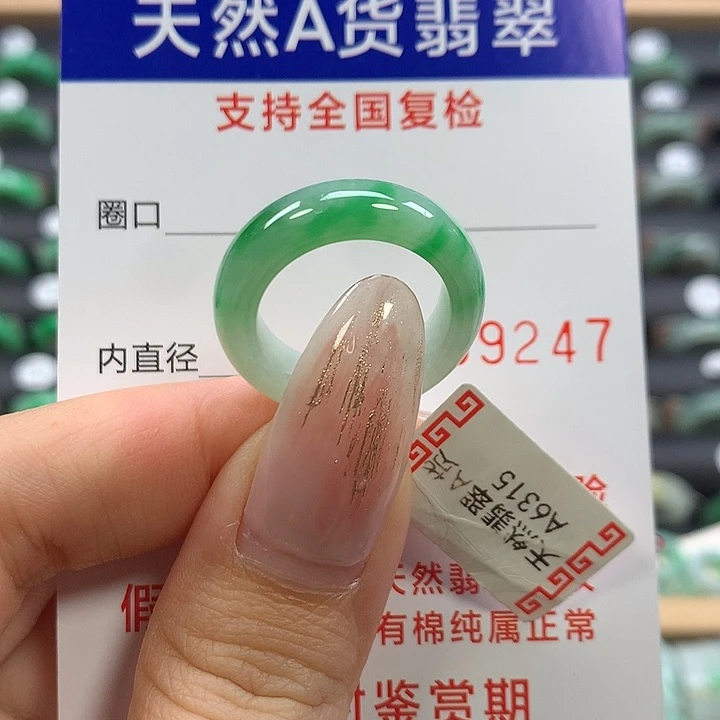 天然A货翡翠
支持全国复检
圈口
内直径
9247
天然翡翠A货
A6315
假
天然翡
有棉纯属正常
鉴赏期